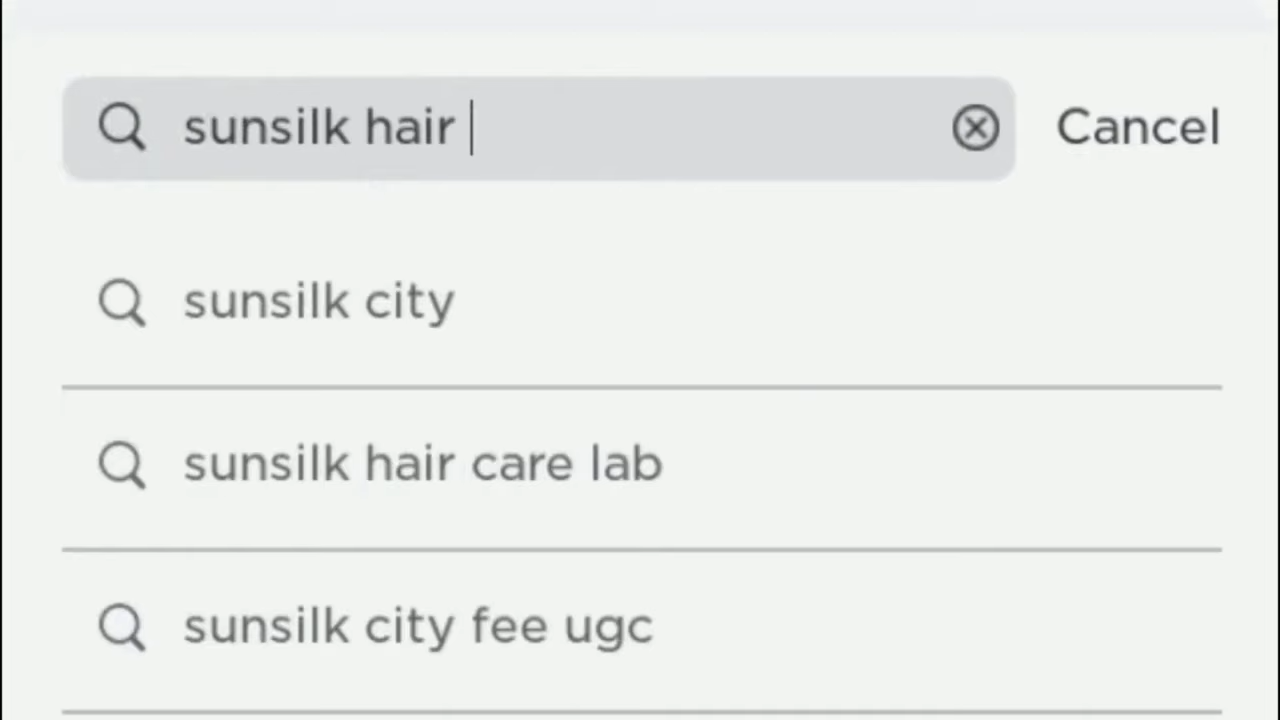 sunsilk hair
Cancel
sunsilk city
sunsilk hair care lab
sunsilk city fee ugc